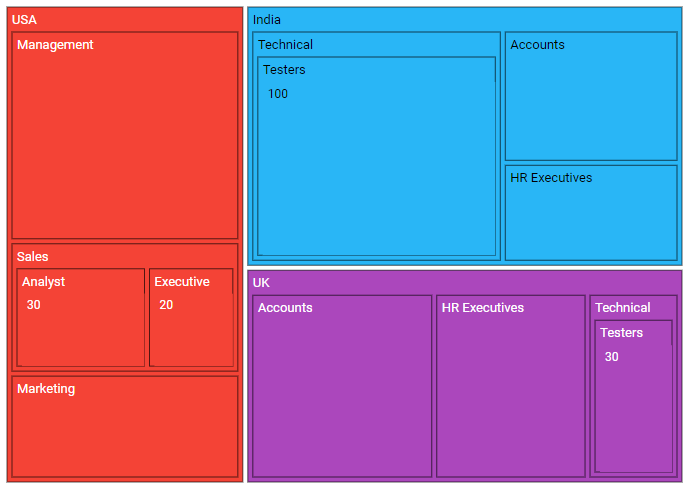 USA
Management
Sales
Analyst
30
Executive
20
Marketing
India
Technical
Testers
100
Accounts
HR Executives
UK
Accounts
HR Executives
Technical
Testers
30